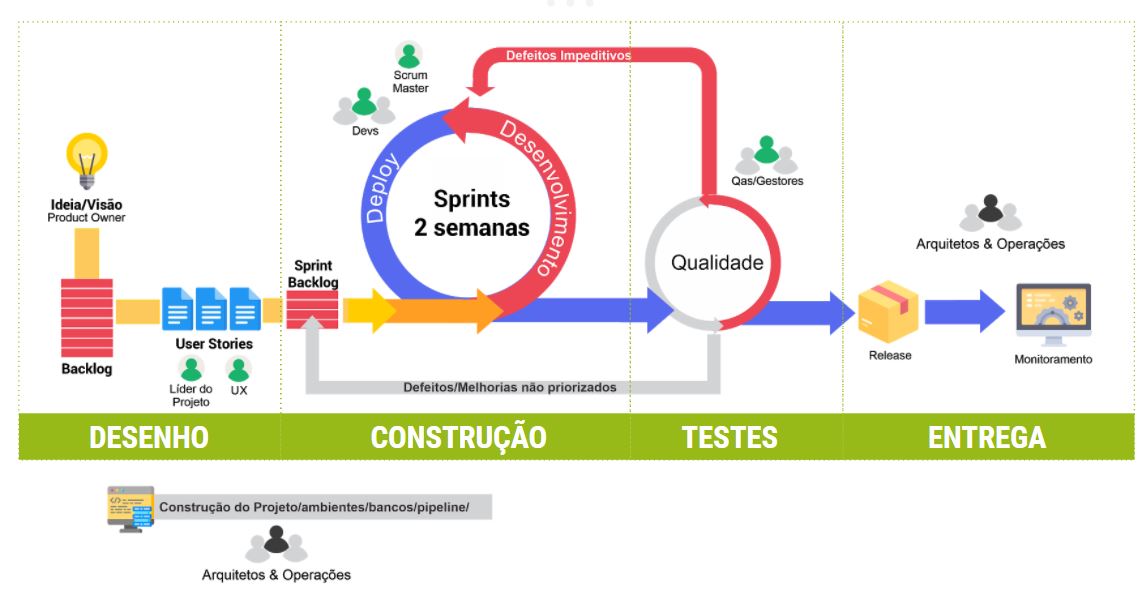 Ideia/Visão
Product Owner
Backlog
User Stories
Líder do
Projeto
UX
Scrum
Master
Devs
Deploy
Desenvolvimento
Sprints
2 semanas
Sprint
Backlog
Defeitos Impeditivos
Defeitos/Melhorias não priorizados
Qas/Gestores
Qualidade
Arquitetos & Operações
Release
Monitoramento
DESENHO
CONSTRUÇÃO
TESTES
ENTREGA
Construção do Projeto/ambientes/bancos/pipeline/
Arquitetos & Operações